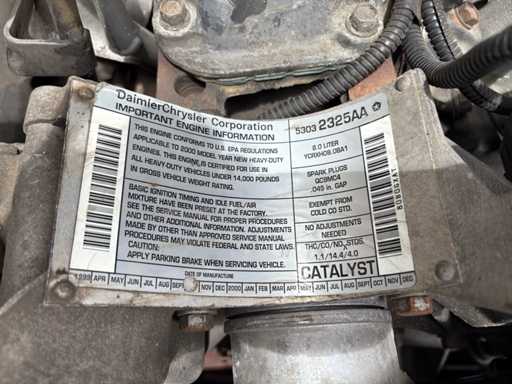 DaimlerChrysler Corporation
IMPORTANT ENGINE INFORMATION
5303 2325AA
THIS ENGINE CONFORMS TO U.S. EPA REGULATIONS
APPLICABLE TO 2000 MODEL YEAR NEW HEAVY-DUTY
ENGINES. THIS ENGINE IS CERTIFIED FOR USE IN
ALL HEAVY-DUTY VEHICLES UNDER 14,000 POUNDS
IN GROSS VEHICLE WEIGHT RATING.
BASIC IGNITION TIMING AND IDLE FUEL/AIR
MIXTURE HAVE BEEN PRESET AT THE FACTORY.
SEE THE SERVICE MANUAL FOR PROPER PROCEDURES
AND OTHER ADDITIONAL INFORMATION. ADJUSTMENTS
MADE BY OTHER THAN APPROVED SERVICE MANUAL
PROCEDURES MAY VIOLATE FEDERAL AND STATE LAWS.
CAUTION:
APPLY PARKING BRAKE WHEN SERVICING VEHICLE.
8.0 LITER
YCRXH08.0BA1
SPARK PLUGS
QC9MC4
.045 in. GAP
EXEMPT FROM
COLD CO STD.
NO ADJUSTMENTS
NEEDED
THC/CO/NOx STDS.
1.1/14.4/4.0
CATALYST
DATE OF MANUFACTURE
1999 APR MAY JUN JUL AUG SEPT OCT NOV DEC 2000 JAN FEB MAR APR MAY JUN JUL AUG SEPT OCT NOV DEC